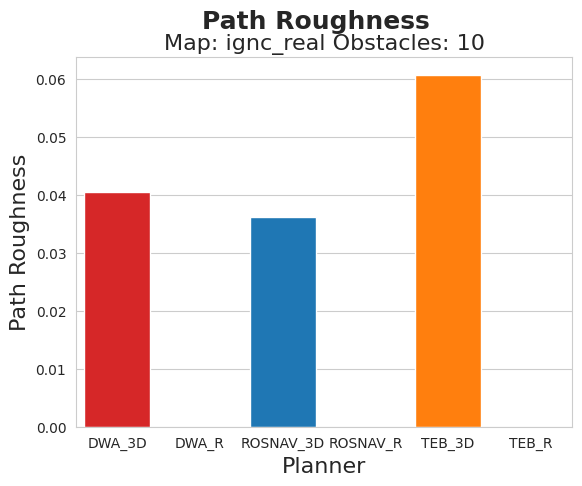 Path Roughness
Map: ignc_real Obstacles: 10
0.06
0.05
0.04
0.03
0.02
0.01
0.00
Path Roughness
DWA_3D DWA_R ROSNAV_3D ROSNAV_R TEB_3D TEB_R
Planner